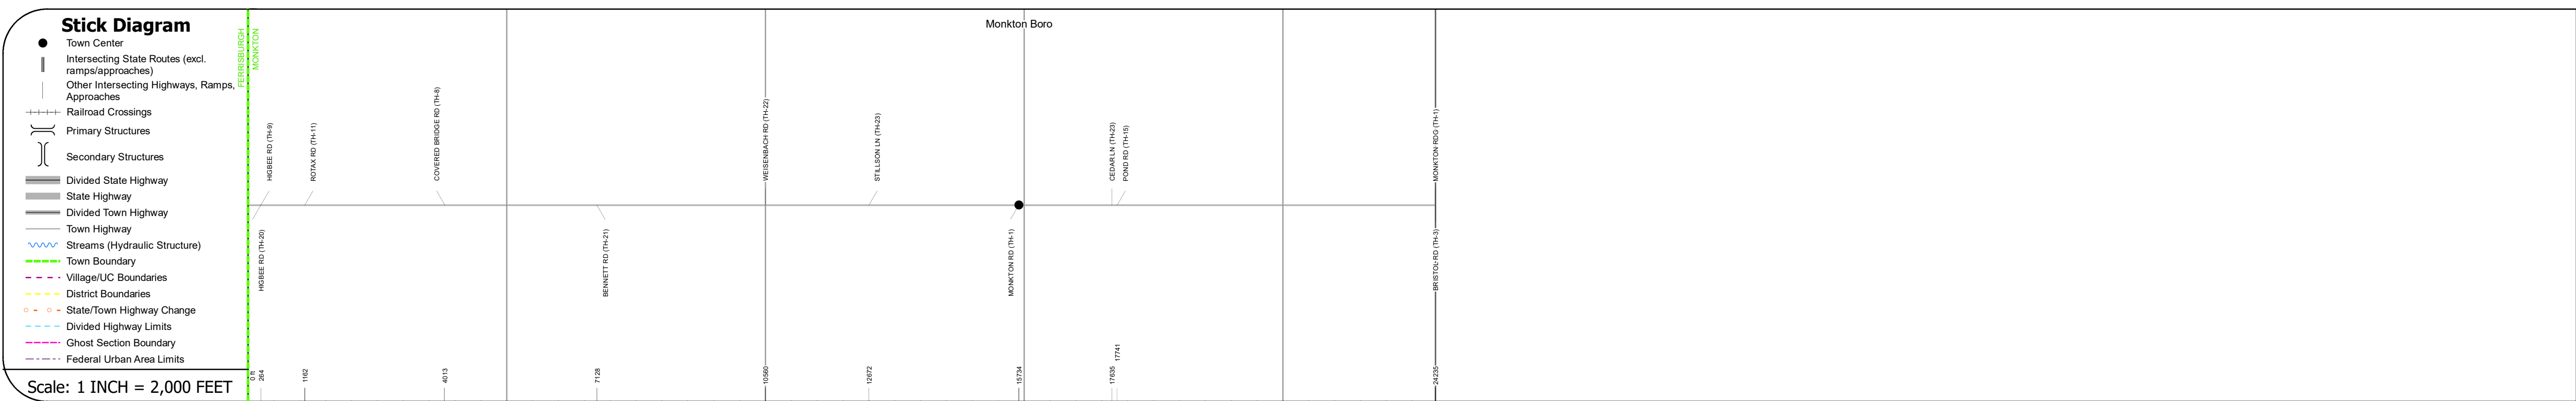 Stick Diagram
Town Center
Intersecting State Routes (excl.
ramps/approaches)
Other Intersecting Highways, Ramps,
Approaches
Railroad Crossings
Primary Structures
Secondary Structures
Divided State Highway
State Highway
Divided Town Highway
Town Highway
Streams (Hydraulic Structure)
Town Boundary
Village/UC Boundaries
District Boundaries
State/Town Highway Change
Divided Highway Limits
Ghost Section Boundary
Federal Urban Area Limits
Scale: 1 INCH = 2,000 FEET
FERRISBURGH
MONKTON
Monkton Boro
HIGBEE RD (TH-9)
ROTAX RD (TH-11)
COVERED BRIDGE RD (TH-8)
WEISENBACH RD (TH-22)
STILLSON LN (TH-23)
CEDAR LN (TH-23)
POND RD (TH-15)
MONKTON RDG (TH-1)
HIGBEE RD (TH-20)
BENNETT RD (TH-21)
MONKTON RD (TH-1)
BRISTOL RD (TH-3)
0 ft
264
1162
4013
7128
10560
12672
15734
17635
17741
24235